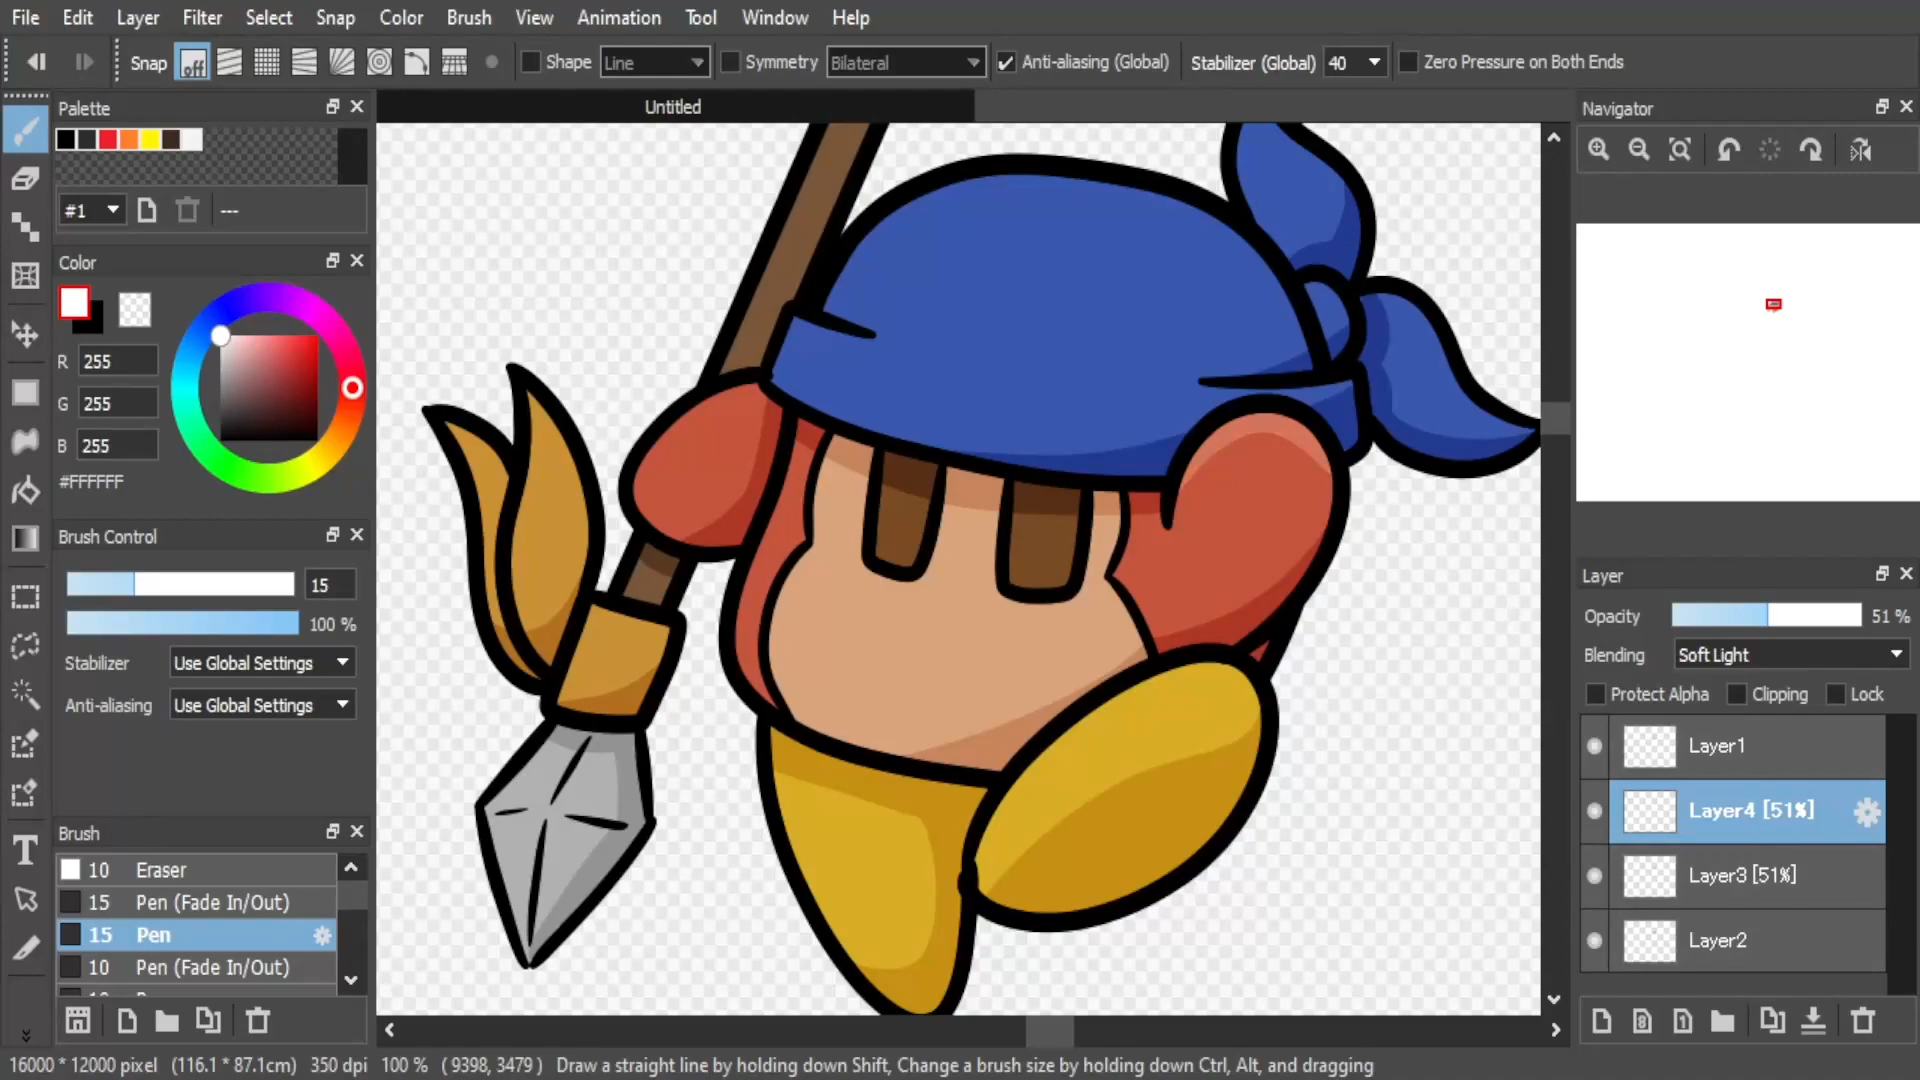 File Edit Layer Filter Select Snap Color Brush View Animation Tool Window Help
Snap off Shape Line Symmetry Bilateral Anti-aliasing (Global) Stabilizer (Global) 40 Zero Pressure on Both Ends
Palette
Untitled
Navigator
#1 ---
Color
R 255
G 255
B 255
#FFFFFF
Brush Control
15
100 %
Stabilizer Use Global Settings
Anti-aliasing Use Global Settings
Brush
10 Eraser
15 Pen (Fade In/Out)
15 Pen
10 Pen (Fade In/Out)
Layer
Opacity 51 %
Blending Soft Light
Protect Alpha Clipping Lock
Layer1
Layer4 [51%]
Layer3 [51%]
Layer2
T
8 1
16000 * 12000 pixel (116.1 * 87.1cm) 350 dpi 100 % ( 9398, 3479 ) Draw a straight line by holding down Shift, Change a brush size by holding down Ctrl, Alt, and dragging